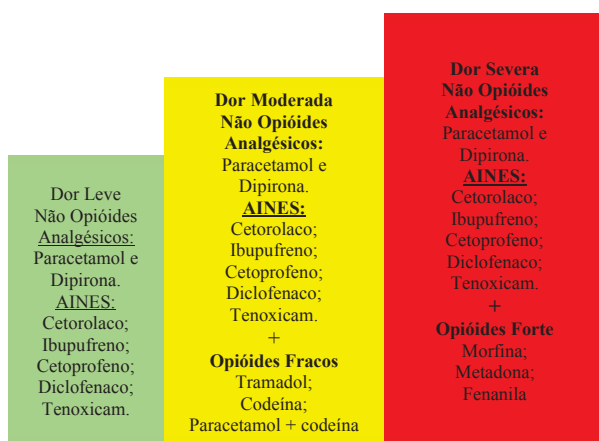 Dor Leve
Não Opióides
Analgésicos:
Paracetamol e
Dipirona.
AINES:
Cetorolaco;
Ibupufreno;
Cetoprofeno;
Diclofenaco;
Tenoxicam.
Dor Moderada
Não Opióides
Analgésicos:
Paracetamol e
Dipirona.
AINES:
Cetorolaco;
Ibupufreno;
Cetoprofeno;
Diclofenaco;
Tenoxicam.
+
Opióides Fracos
Tramadol;
Codeína;
Paracetamol + codeína
Dor Severa
Não Opióides
Analgésicos:
Paracetamol e
Dipirona.
AINES:
Cetorolaco;
Ibupufreno;
Cetoprofeno;
Diclofenaco;
Tenoxicam.
+
Opióides Forte
Morfina;
Metadona;
Fenanila